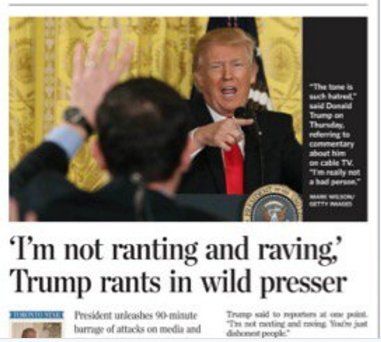 "The tone is
such hatred,"
said Donald
Trump on
Thursday,
referring to
commentary
about him
on cable TV.
"I'm really not
a bad person."
MARK WILSON/
GETTY IMAGES
'I'm not ranting and raving,'
Trump rants in wild presser
TORONTO STAR
President unleashes 90-minute
barrage of attacks on media and
Trump said to reporters at one point.
"I'm not ranting and raving. You're just
dishonest people."